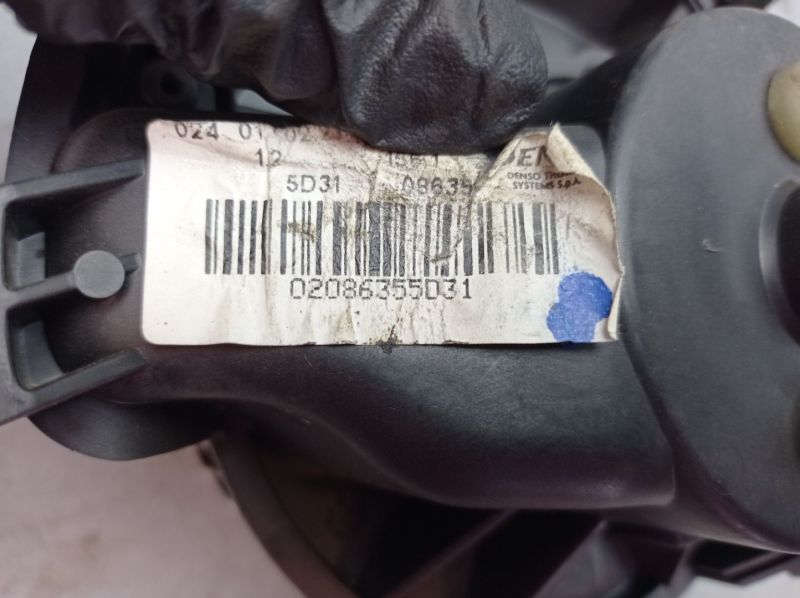 024 01 02
12
DENSO
SYSTEMS S.p.A
5D31 08635
02086355D31